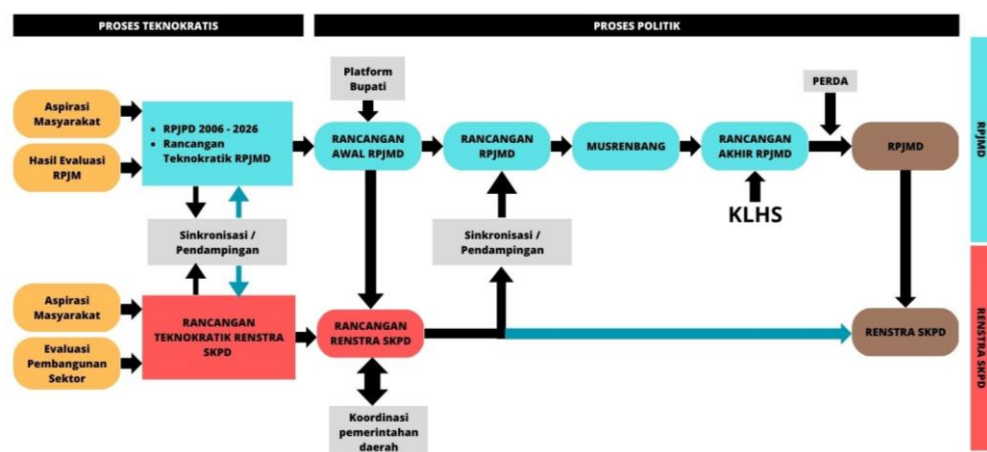 PROSES TEKNOKRATIS
PROSES POLITIK
Aspirasi
Masyarakat
Hasil Evaluasi
RPJM
• RPJPD 2006 - 2026
• Rancangan
Teknokratik RPJMD
Platform
Bupati
RANCANGAN
AWAL RPJMD
RANCANGAN
RPJMD
MUSRENBANG
RANCANGAN
AKHIR RPJMD
PERDA
RPJMD
KLHS
RPJMD
Sinkronisasi /
Pendampingan
Sinkronisasi /
Pendampingan
Aspirasi
Masyarakat
Evaluasi
Pembangunan
Sektor
RANCANGAN
TEKNOKRATIK RENSTRA
SKPD
RANCANGAN
RENSTRA SKPD
RENSTRA SKPD
RENSTRA SKPD
Koordinasi
pemerintahan
daerah